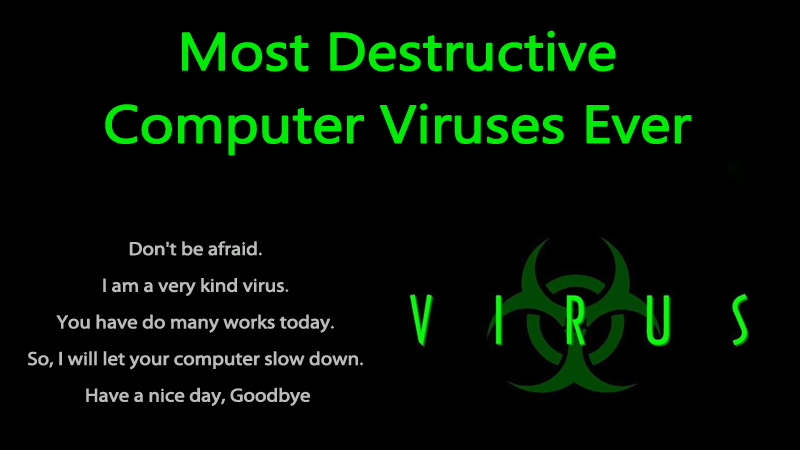 Most Destructive
Computer Viruses Ever
Don't be afraid.
I am a very kind virus.
You have do many works today.
So, I will let your computer slow down.
Have a nice day, Goodbye
VIRUS